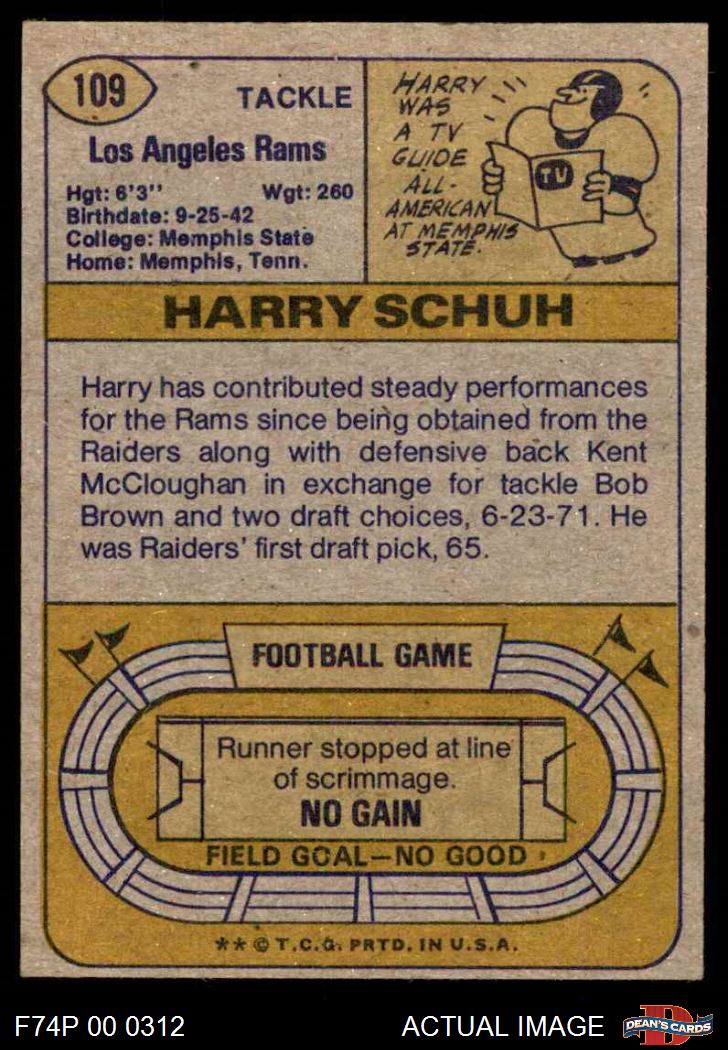 109
TACKLE
Los Angeles Rams
Hgt: 6'3'' Wgt: 260
Birthdate: 9-25-42
College: Memphis State
Home: Memphis, Tenn.
HARRY
WAS
A TV
GUIDE
ALL-
AMERICAN
AT MEMPHIS
STATE.
TV
HARRY SCHUH
Harry has contributed steady performances
for the Rams since being obtained from the
Raiders along with defensive back Kent
McCloughan in exchange for tackle Bob
Brown and two draft choices, 6-23-71. He
was Raiders' first draft pick, 65.
FOOTBALL GAME
Runner stopped at line
of scrimmage.
NO GAIN
FIELD GOAL—NO GOOD
** © T.C.G. PRTD. IN U.S.A.
F74P 00 0312 ACTUAL IMAGE
D
DEAN'S CARDS